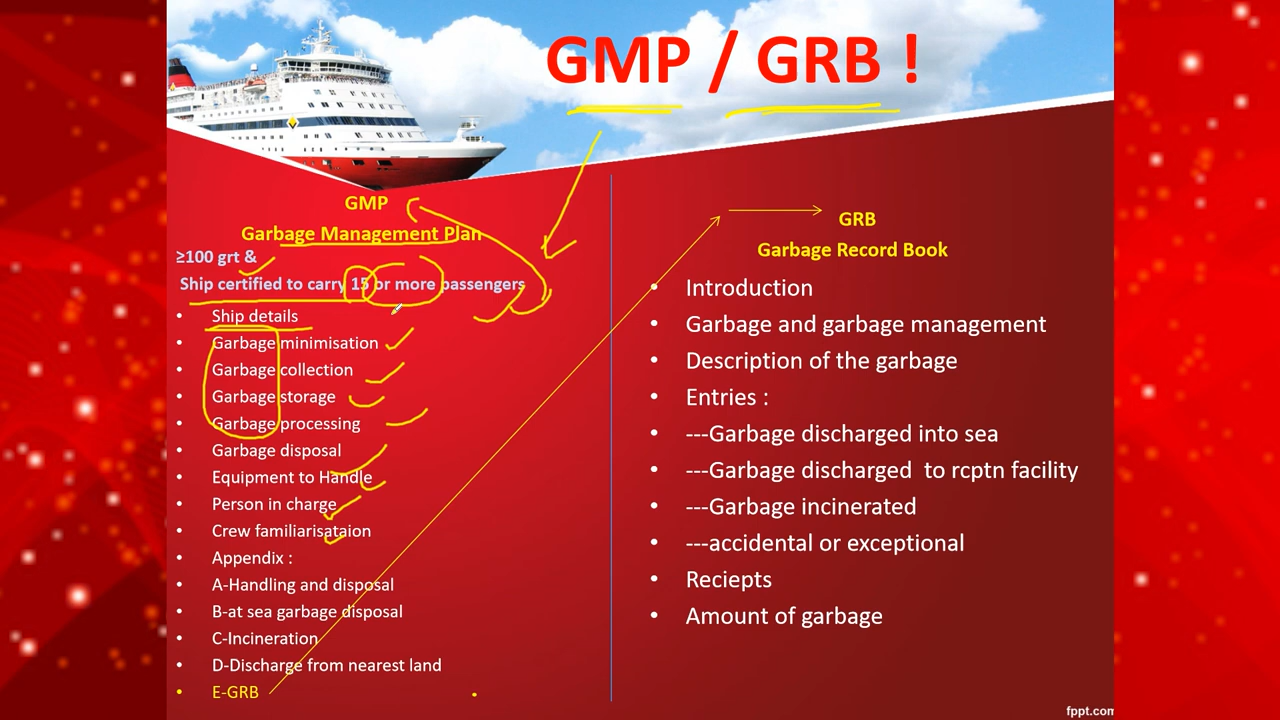 GMP / GRB !
GMP
Garbage Management Plan
≥100 grt &
Ship certified to carry 15 or more passengers
• Ship details
• Garbage minimisation
• Garbage collection
• Garbage storage
• Garbage processing
• Garbage disposal
• Equipment to Handle
• Person in charge
• Crew familiarisataion
• Appendix :
• A-Handling and disposal
• B-at sea garbage disposal
• C-Incineration
• D-Discharge from nearest land
• E-GRB
GRB
Garbage Record Book
• Introduction
• Garbage and garbage management
• Description of the garbage
• Entries :
• ---Garbage discharged into sea
• ---Garbage discharged to rcptn facility
• ---Garbage incinerated
• ---accidental or exceptional
• Reciepts
• Amount of garbage
fppt.com